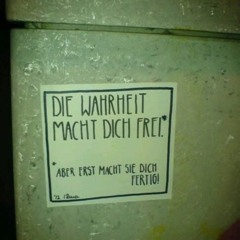 DIE WAHRHEIT
MACHT DICH FREI.*
*ABER ERST MACHT SIE DICH
FERTIG!